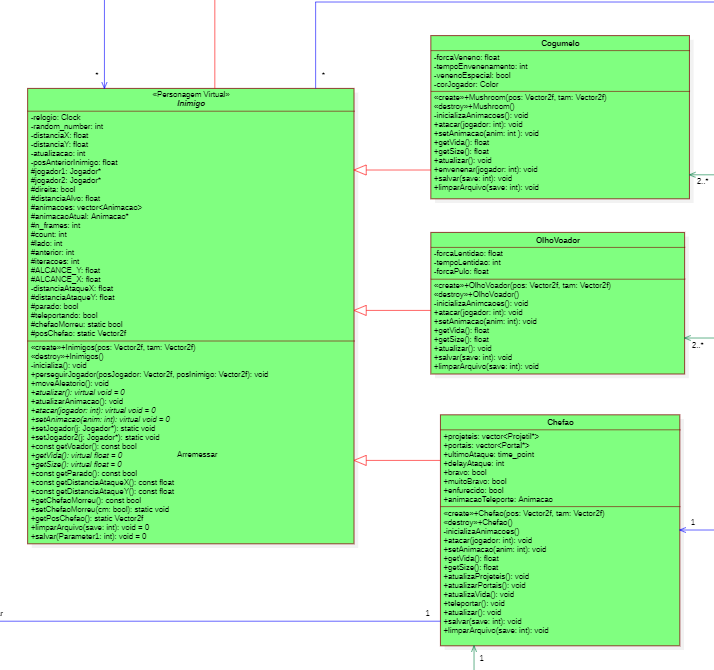 *
*
«Personagem Virtual»
Inimigo
-relogio: Clock
-random_number: int
-distanciaX: float
-distanciaY: float
-atualizacao: int
-posAnteriorInimigo: float
#jogador1: Jogador*
#jogador2: Jogador*
#direita: bool
#distanciaAlvo: float
#animacoes: vector<Animacao>
#animacaoAtual: Animacao*
#n_frames: int
#count: int
#lado: int
#anterior: int
#iteracoes: int
#ALCANCE_Y: float
#ALCANCE_X: float
-distanciaAtaqueX: float
#distanciaAtaqueY: float
#parado: bool
#teleportando: bool
#chefaoMorreu: static bool
#posChefao: static Vector2f
«create»+Inimigos(pos: Vector2f, tam: Vector2f)
«destroy»+Inimigos()
-inicializa(): void
+perseguirJogador(posJogador: Vector2f, posInimigo: Vector2f): void
+moveAleatorio(): void
+atualizar(): virtual void = 0
+atualizarAnimacao(): void
+atacar(jogador: int): virtual void = 0
+setAnimacao(anim: int): virtual void = 0
+setJogador(j: Jogador*): static void
+setJogador2(j: Jogador*): static void
+const getVoador(): const bool
+getVida(): virtual float = 0
+getSize(): virtual float = 0
+const getParado(): const bool
+const getDistanciaAtaqueX(): const float
+const getDistanciaAtaqueY(): const float
+getChefaoMorreu(): const bool
+setChefaoMorreu(cm: bool): static void
+getPosChefao(): static Vector2f
+limparArquivo(save: int): void = 0
+salvar(Parameter1: int): void = 0
Arremessar
Cogumelo
-forcaVeneno: float
-tempoEnvenenamento: int
-venenoEspecial: bool
-corJogador: Color
«create»+Mushroom(pos: Vector2f, tam: Vector2f)
«destroy»+Mushroom()
-inicializaAnimacoes(): void
+atacar(jogador: int): void
+setAnimacao(anim: int ): void
+getVida(): float
+getSize(): float
+atualizar(): void
+envenenar(jogador: int): void
+salvar(save: int): void
+limparArquivo(save: int): void
2..*
OlhoVoador
-forcaLentidao: float
-tempoLentidao: int
-forcaPulo: float
«create»+OlhoVoador(pos: Vector2f, tam: Vector2f)
«destroy»+OlhoVoador()
-inicializaAnimcaoes(): void
+atacar(jogador: int): void
+setAnimacao(anim: int): void
+getVida(): float
+getSize(): float
+atualizar(): void
+salvar(save: int): void
+limparArquivo(save: int): void
2..*
Chefao
+projeteis: vector<Projetil*>
+portais: vector<Portal*>
+ultimoAtaque: time_point
+delayAtaque: int
+bravo: bool
+muitoBravo: bool
+enfurecido: bool
+animacaoTeleporte: Animacao
«create»+Chefao(pos: Vector2f, tam: Vector2f)
«destroy»+Chefao()
-inicializaAnimacoes()
+atacar(jogador: int): void
+setAnimacao(anim: int): void
+getVida(): float
+getSize(): float
+atualizaProjeteis(): void
+atualizarPortais(): void
+atualizaVida(): void
+teleportar(): void
+atualizar(): void
+salvar(save: int): void
+limparArquivo(save: int): void
1
r
1
1